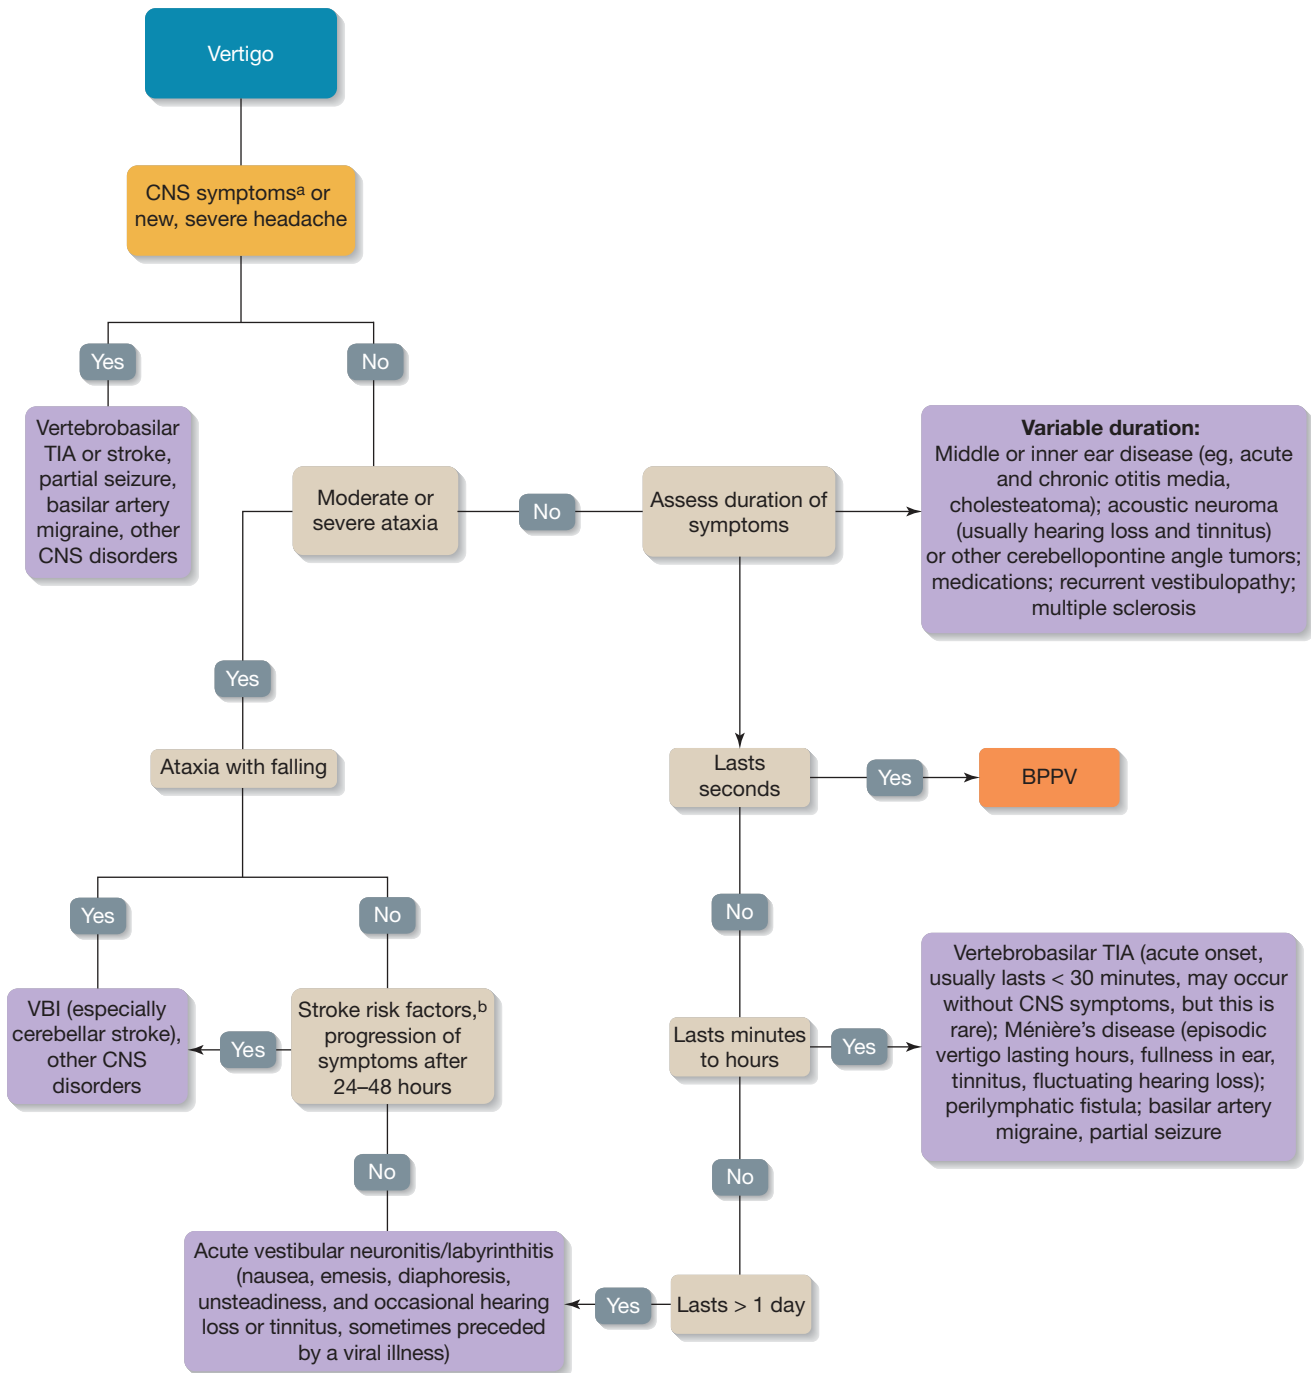 Vertigo
CNS symptomsᵃ or
new, severe headache
Yes
No
Vertebrobasilar
TIA or stroke,
partial seizure,
basilar artery
migraine, other
CNS disorders
Moderate or
severe ataxia
No
Assess duration of
symptoms
Variable duration:
Middle or inner ear disease (eg, acute
and chronic otitis media,
cholesteatoma); acoustic neuroma
(usually hearing loss and tinnitus)
or other cerebellopontine angle tumors;
medications; recurrent vestibulopathy;
multiple sclerosis
Yes
Ataxia with falling
Lasts
seconds
Yes
BPPV
Yes
No
No
VBI (especially
cerebellar stroke),
other CNS
disorders
Yes
Stroke risk factors,ᵇ
progression of
symptoms after
24–48 hours
Lasts minutes
to hours
Yes
Vertebrobasilar TIA (acute onset,
usually lasts < 30 minutes, may occur
without CNS symptoms, but this is
rare); Ménière’s disease (episodic
vertigo lasting hours, fullness in ear,
tinnitus, fluctuating hearing loss);
perilymphatic fistula; basilar artery
migraine, partial seizure
No
No
Acute vestibular neuronitis/labyrinthitis
(nausea, emesis, diaphoresis,
unsteadiness, and occasional hearing
loss or tinnitus, sometimes preceded
by a viral illness)
Yes
Lasts > 1 day